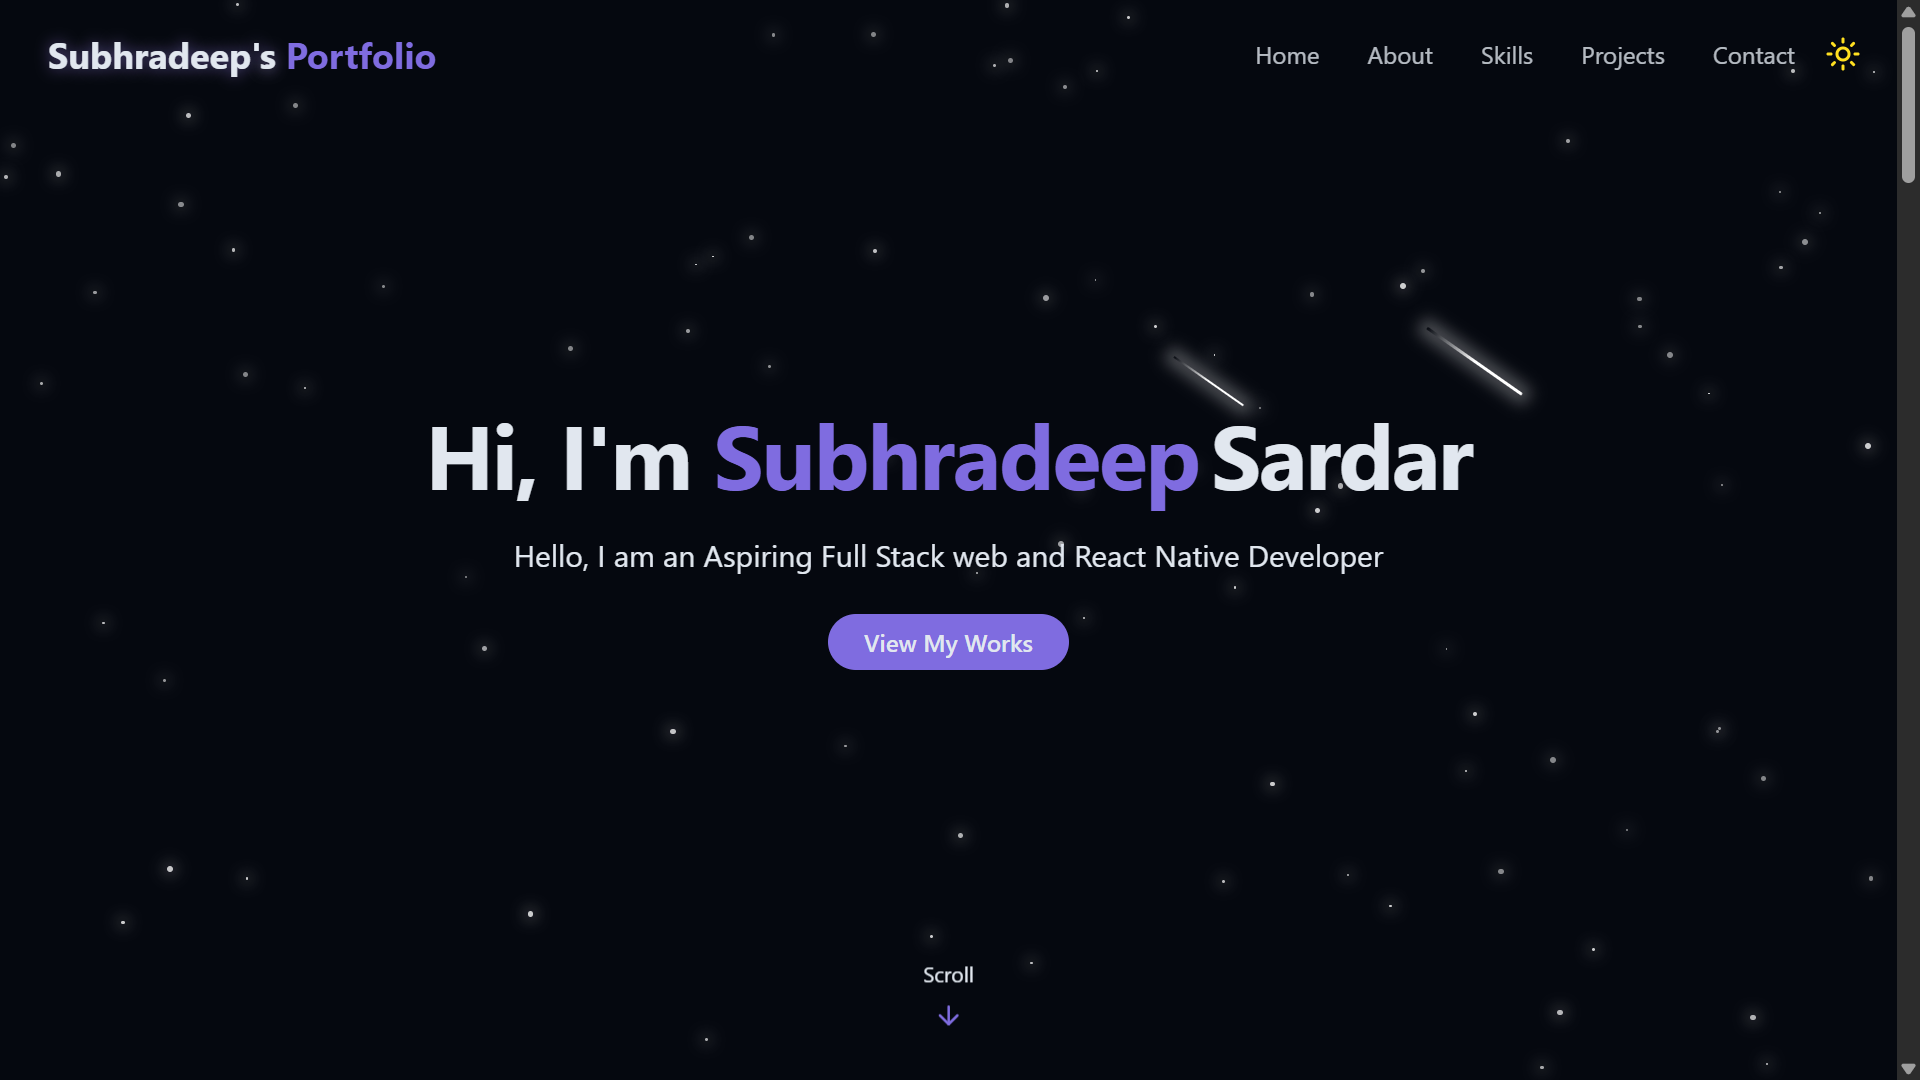 Subhradeep's Portfolio
Home About Skills Projects Contact
Hi, I'm Subhradeep Sardar
Hello, I am an Aspiring Full Stack web and React Native Developer
View My Works
Scroll